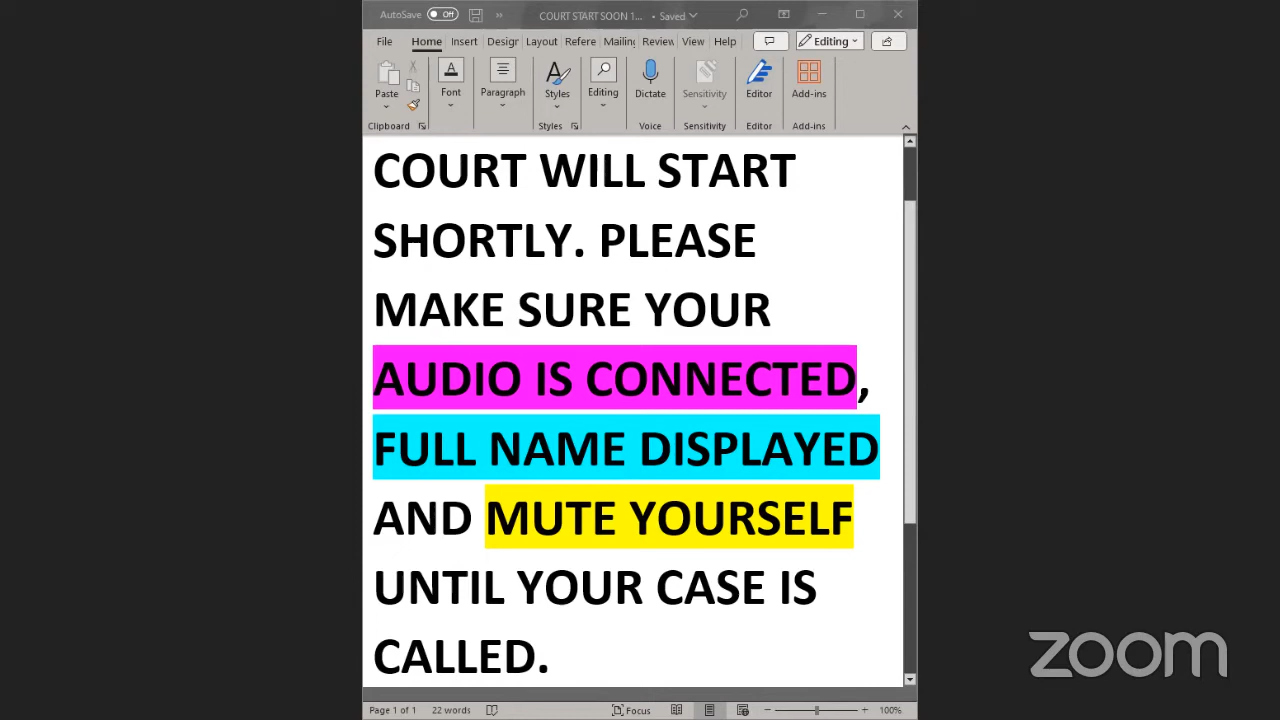 AutoSave Off » COURT START SOON 1... • Saved
File Home Insert Design Layout Refere Mailing Review View Help Editing
Paste Font Paragraph Styles Editing Dictate Sensitivity Editor Add-ins
Clipboard Styles Voice Sensitivity Editor Add-ins
COURT WILL START
SHORTLY. PLEASE
MAKE SURE YOUR
AUDIO IS CONNECTED,
FULL NAME DISPLAYED
AND MUTE YOURSELF
UNTIL YOUR CASE IS
CALLED.
zoom
Page 1 of 1 22 words Focus 100%